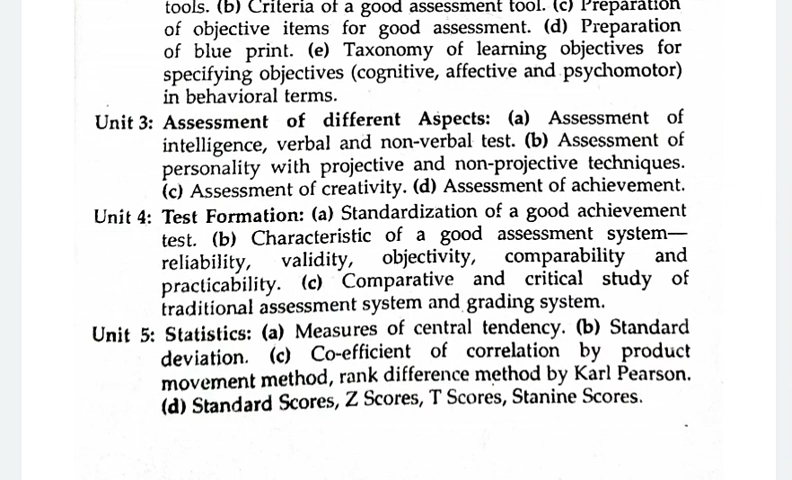 tools. (b) Criteria of a good assessment tool. (c) Preparation
of objective items for good assessment. (d) Preparation
of blue print. (e) Taxonomy of learning objectives for
specifying objectives (cognitive, affective and psychomotor)
in behavioral terms.
Unit 3: Assessment of different Aspects: (a) Assessment of
intelligence, verbal and non-verbal test. (b) Assessment of
personality with projective and non-projective techniques.
(c) Assessment of creativity. (d) Assessment of achievement.
Unit 4: Test Formation: (a) Standardization of a good achievement
test. (b) Characteristic of a good assessment system—
reliability, validity, objectivity, comparability and
practicability. (c) Comparative and critical study of
traditional assessment system and grading system.
Unit 5: Statistics: (a) Measures of central tendency. (b) Standard
deviation. (c) Co-efficient of correlation by product
movement method, rank difference method by Karl Pearson.
(d) Standard Scores, Z Scores, T Scores, Stanine Scores.